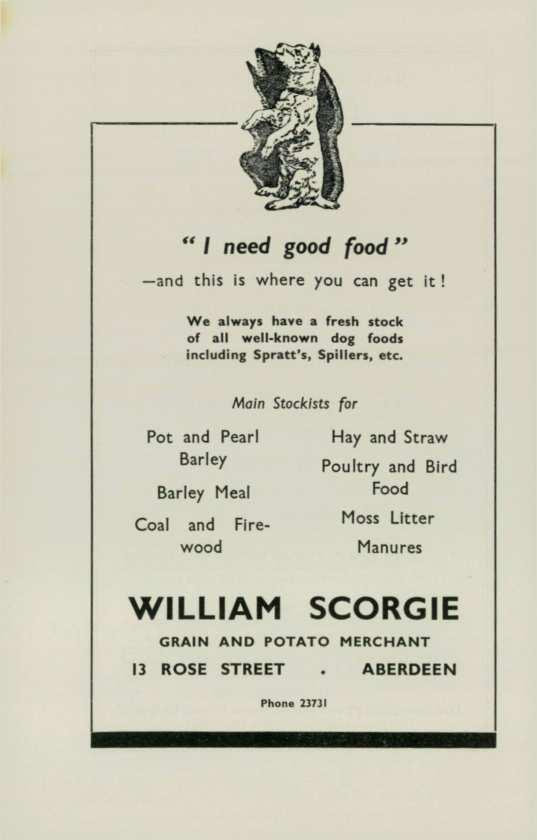 “ I need good food ”
—and this is where you can get it !
We always have a fresh stock
of all well-known dog foods
including Spratt's, Spillers, etc.
Main Stockists for
Pot and Pearl
Barley
Barley Meal
Coal and Fire-
wood
Hay and Straw
Poultry and Bird
Food
Moss Litter
Manures
WILLIAM SCORGIE
GRAIN AND POTATO MERCHANT
13 ROSE STREET . ABERDEEN
Phone 23731